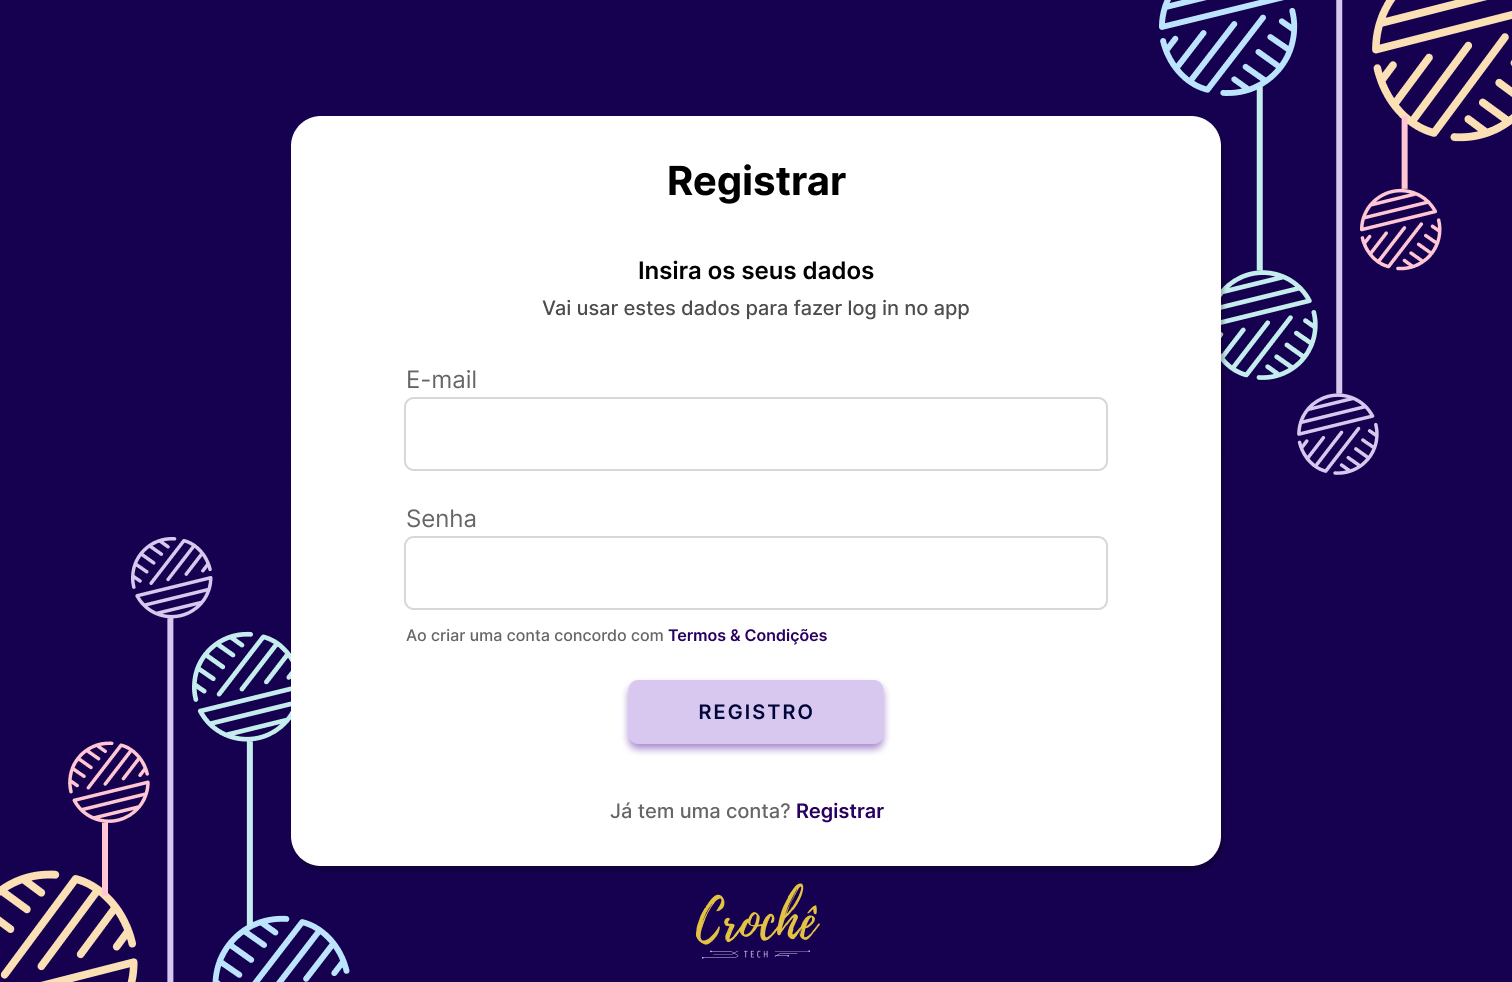 Registrar
Insira os seus dados
Vai usar estes dados para fazer log in no app
E-mail
Senha
Ao criar uma conta concordo com Termos & Condições
REGISTRO
Já tem uma conta? Registrar
Crochê
TECH